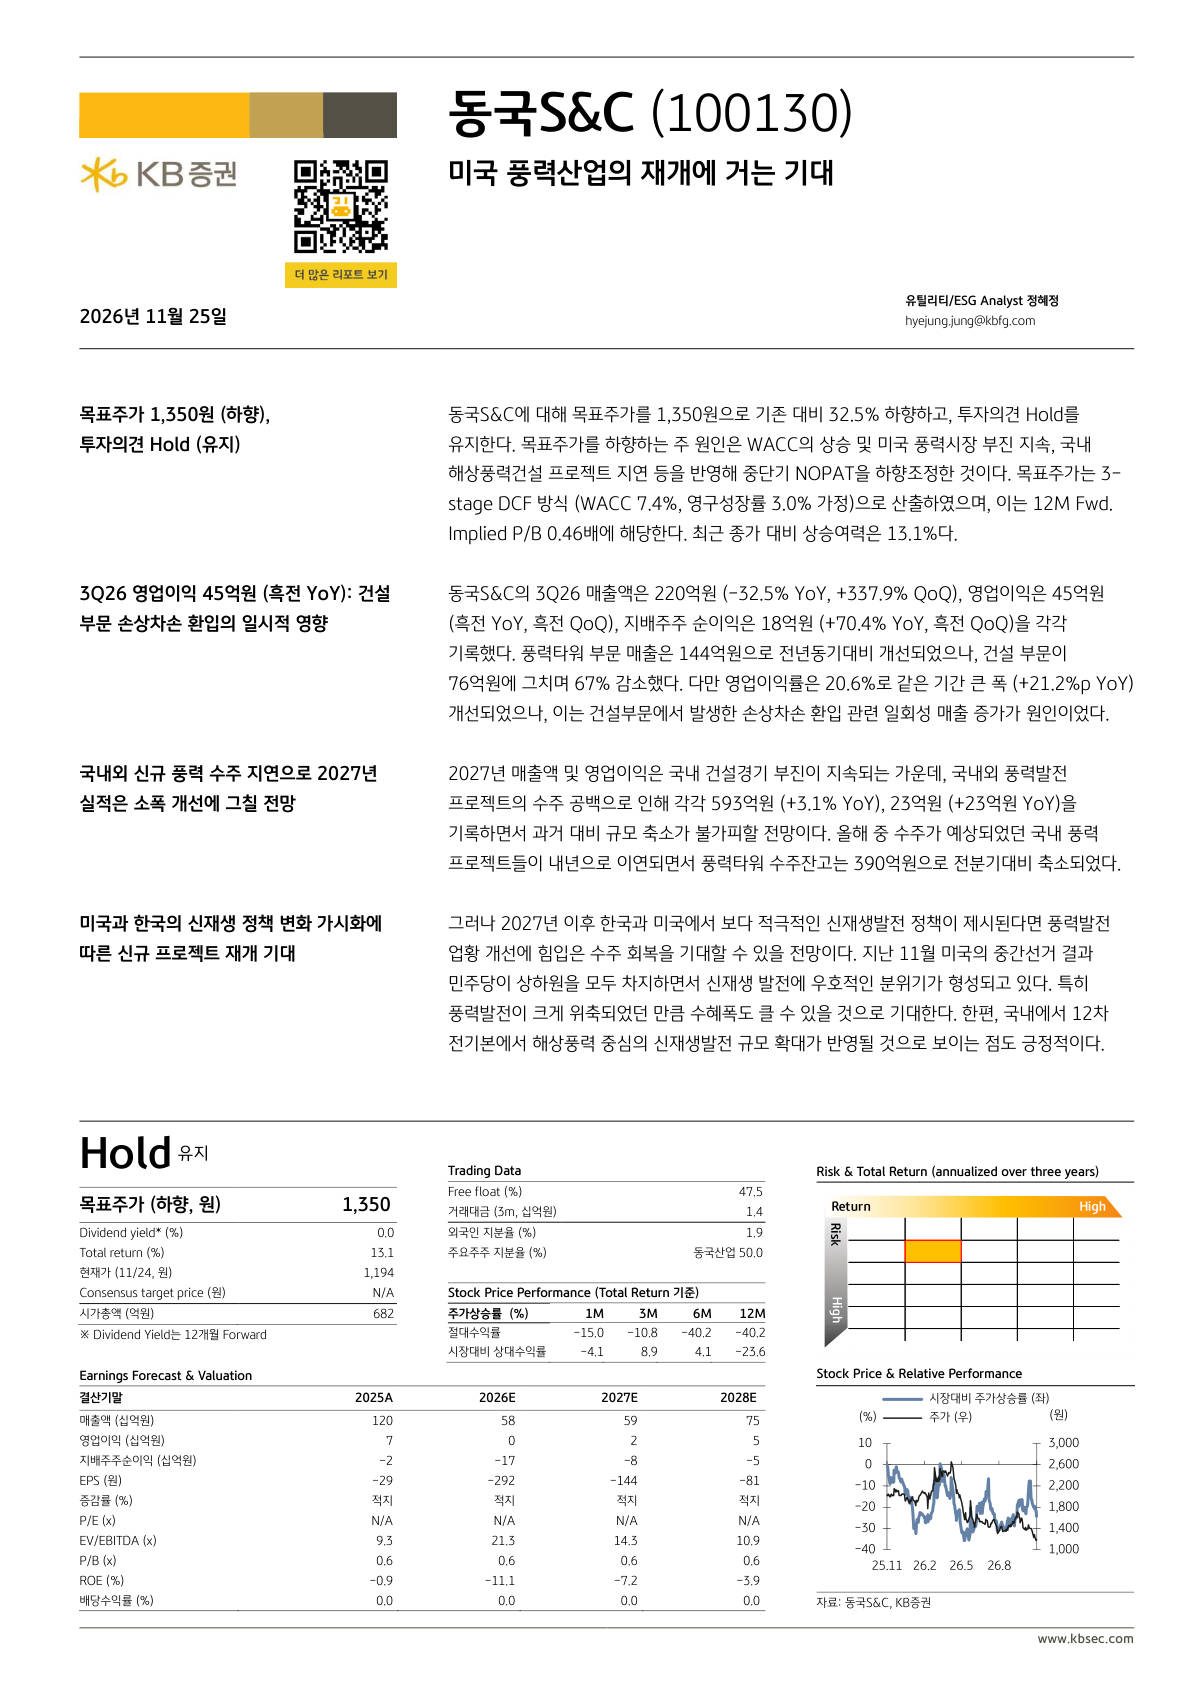 동국S&C (100130)
미국 풍력산업의 재개에 거는 기대
KB증권
더 많은 리포트 보기
2026년 11월 25일
유틸리티/ESG Analyst 정혜정
hyejung.jung@kbfg.com
목표주가 1,350원 (하향),
투자의견 Hold (유지)
동국S&C에 대해 목표주가를 1,350원으로 기존 대비 32.5% 하향하고, 투자의견 Hold를
유지한다. 목표주가를 하향하는 주 원인은 WACC의 상승 및 미국 풍력시장 부진 지속, 국내
해상풍력건설 프로젝트 지연 등을 반영해 중단기 NOPAT을 하향조정한 것이다. 목표주가는 3-
stage DCF 방식 (WACC 7.4%, 영구성장률 3.0% 가정)으로 산출하였으며, 이는 12M Fwd.
Implied P/B 0.46배에 해당한다. 최근 종가 대비 상승여력은 13.1%다.
3Q26 영업이익 45억원 (흑전 YoY): 건설
부문 손상차손 환입의 일시적 영향
동국S&C의 3Q26 매출액은 220억원 (-32.5% YoY, +337.9% QoQ), 영업이익은 45억원
(흑전 YoY, 흑전 QoQ), 지배주주 순이익은 18억원 (+70.4% YoY, 흑전 QoQ)을 각각
기록했다. 풍력타워 부문 매출은 144억원으로 전년동기대비 개선되었으나, 건설 부문이
76억원에 그치며 67% 감소했다. 다만 영업이익률은 20.6%로 같은 기간 큰 폭 (+21.2%p YoY)
개선되었으나, 이는 건설부문에서 발생한 손상차손 환입 관련 일회성 매출 증가가 원인이었다.
국내외 신규 풍력 수주 지연으로 2027년
실적은 소폭 개선에 그칠 전망
2027년 매출액 및 영업이익은 국내 건설경기 부진이 지속되는 가운데, 국내외 풍력발전
프로젝트의 수주 공백으로 인해 각각 593억원 (+3.1% YoY), 23억원 (+23억원 YoY)을
기록하면서 과거 대비 규모 축소가 불가피할 전망이다. 올해 중 수주가 예상되었던 국내 풍력
프로젝트들이 내년으로 이연되면서 풍력타워 수주잔고는 390억원으로 전분기대비 축소되었다.
미국과 한국의 신재생 정책 변화 가시화에
따른 신규 프로젝트 재개 기대
그러나 2027년 이후 한국과 미국에서 보다 적극적인 신재생발전 정책이 제시된다면 풍력발전
업황 개선에 힘입은 수주 회복을 기대할 수 있을 전망이다. 지난 11월 미국의 중간선거 결과
민주당이 상하원을 모두 차지하면서 신재생 발전에 우호적인 분위기가 형성되고 있다. 특히
풍력발전이 크게 위축되었던 만큼 수혜폭도 클 수 있을 것으로 기대한다. 한편, 국내에서 12차
전기본에서 해상풍력 중심의 신재생발전 규모 확대가 반영될 것으로 보이는 점도 긍정적이다.
Hold 유지
목표주가 (하향, 원) 1,350
Dividend yield* (%) 0.0
Total return (%) 13.1
현재가 (11/24, 원) 1,194
Consensus target price (원) N/A
시가총액 (억원) 682
※ Dividend Yield는 12개월 Forward
Trading Data
Free float (%) 47.5
거래대금 (3m, 십억원) 1.4
외국인 지분율 (%) 1.9
주요주주 지분율 (%) 동국산업 50.0
Stock Price Performance (Total Return 기준)
주가상승률 (%) 1M 3M 6M 12M
절대수익률 -15.0 -10.8 -40.2 -40.2
시장대비 상대수익률 -4.1 8.9 4.1 -23.6
Risk & Total Return (annualized over three years)
Return High
Risk
High
Earnings Forecast & Valuation
결산기말 2025A 2026E 2027E 2028E
매출액 (십억원) 120 58 59 75
영업이익 (십억원) 7 0 2 5
지배주주순이익 (십억원) -2 -17 -8 -5
EPS (원) -29 -292 -144 -81
증감률 (%) 적지 적지 적지 적지
P/E (x) N/A N/A N/A N/A
EV/EBITDA (x) 9.3 21.3 14.3 10.9
P/B (x) 0.6 0.6 0.6 0.6
ROE (%) -0.9 -11.1 -7.2 -3.9
배당수익률 (%) 0.0 0.0 0.0 0.0
Stock Price & Relative Performance
시장대비 주가상승률 (좌)
(%) 주가 (우) (원)
10 3,000
0 2,600
-10 2,200
-20 1,800
-30 1,400
-40 1,000
25.11 26.2 26.5 26.8
자료: 동국S&C, KB증권
www.kbsec.com